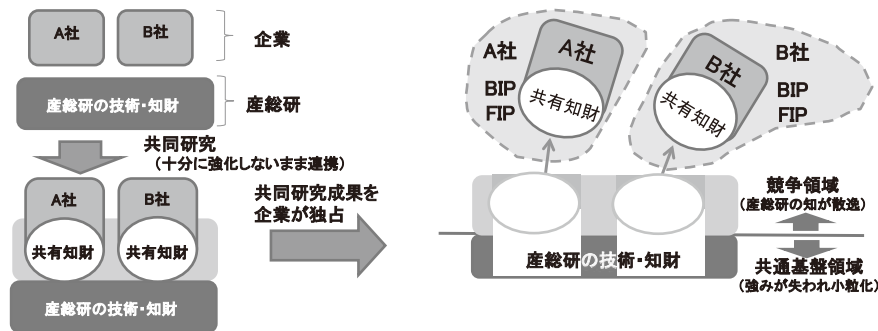 A社
B社
企業
産総研の技術・知財
産総研
共同研究
(十分に強化しないまま連携)
A社
B社
共有知財
共有知財
産総研の技術・知財
共同研究成果を
企業が独占
A社
BIP
FIP
A社
共有知財
B社
共有知財
B社
BIP
FIP
競争領域
(産総研の知が散逸)
産総研の技術・知財
共通基盤領域
(強みが失われ小粒化)